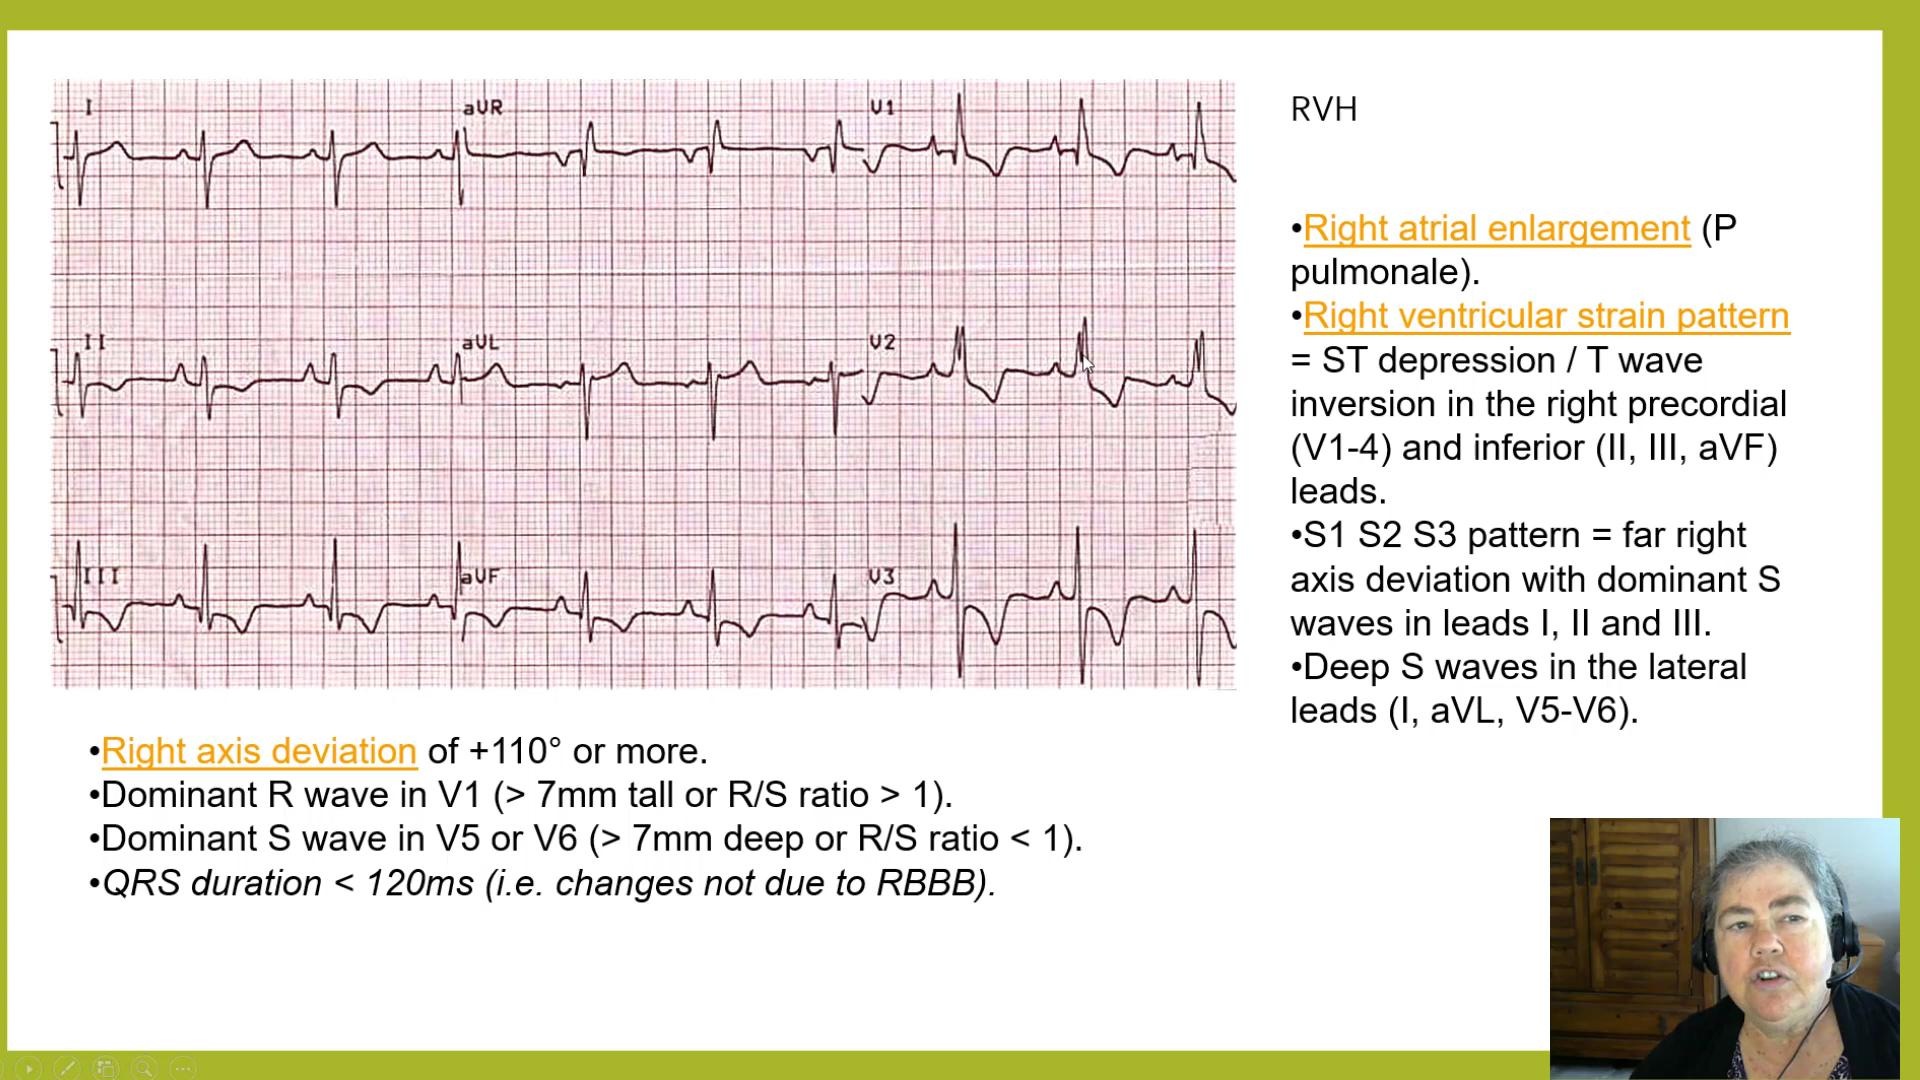 I
aVR
V1
II
aVL
V2
III
aVF
V3
RVH
•Right atrial enlargement (P
pulmonale).
•Right ventricular strain pattern
= ST depression / T wave
inversion in the right precordial
(V1-4) and inferior (II, III, aVF)
leads.
•S1 S2 S3 pattern = far right
axis deviation with dominant S
waves in leads I, II and III.
•Deep S waves in the lateral
leads (I, aVL, V5-V6).
•Right axis deviation of +110° or more.
•Dominant R wave in V1 (> 7mm tall or R/S ratio > 1).
•Dominant S wave in V5 or V6 (> 7mm deep or R/S ratio < 1).
•QRS duration < 120ms (i.e. changes not due to RBBB).